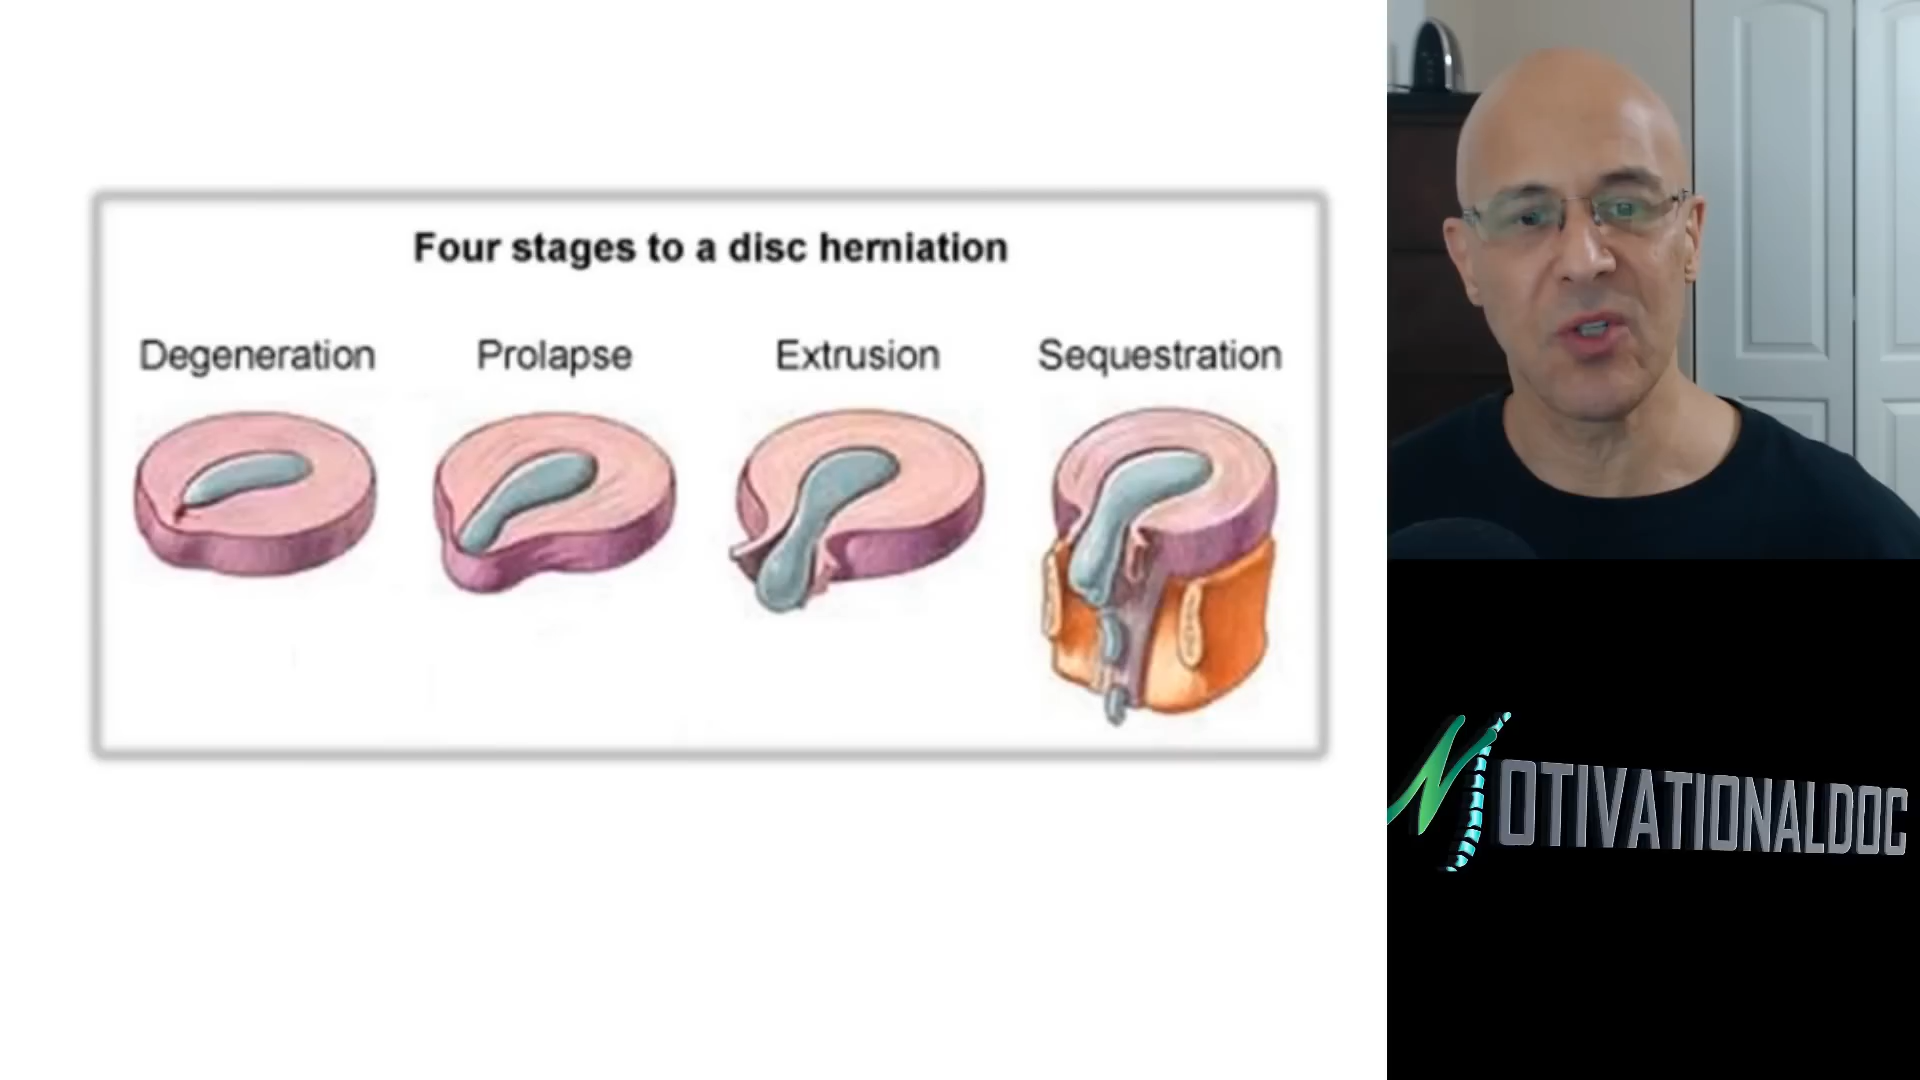 Four stages to a disc herniation
Degeneration Prolapse Extrusion Sequestration
MOTIVATIONALDOC